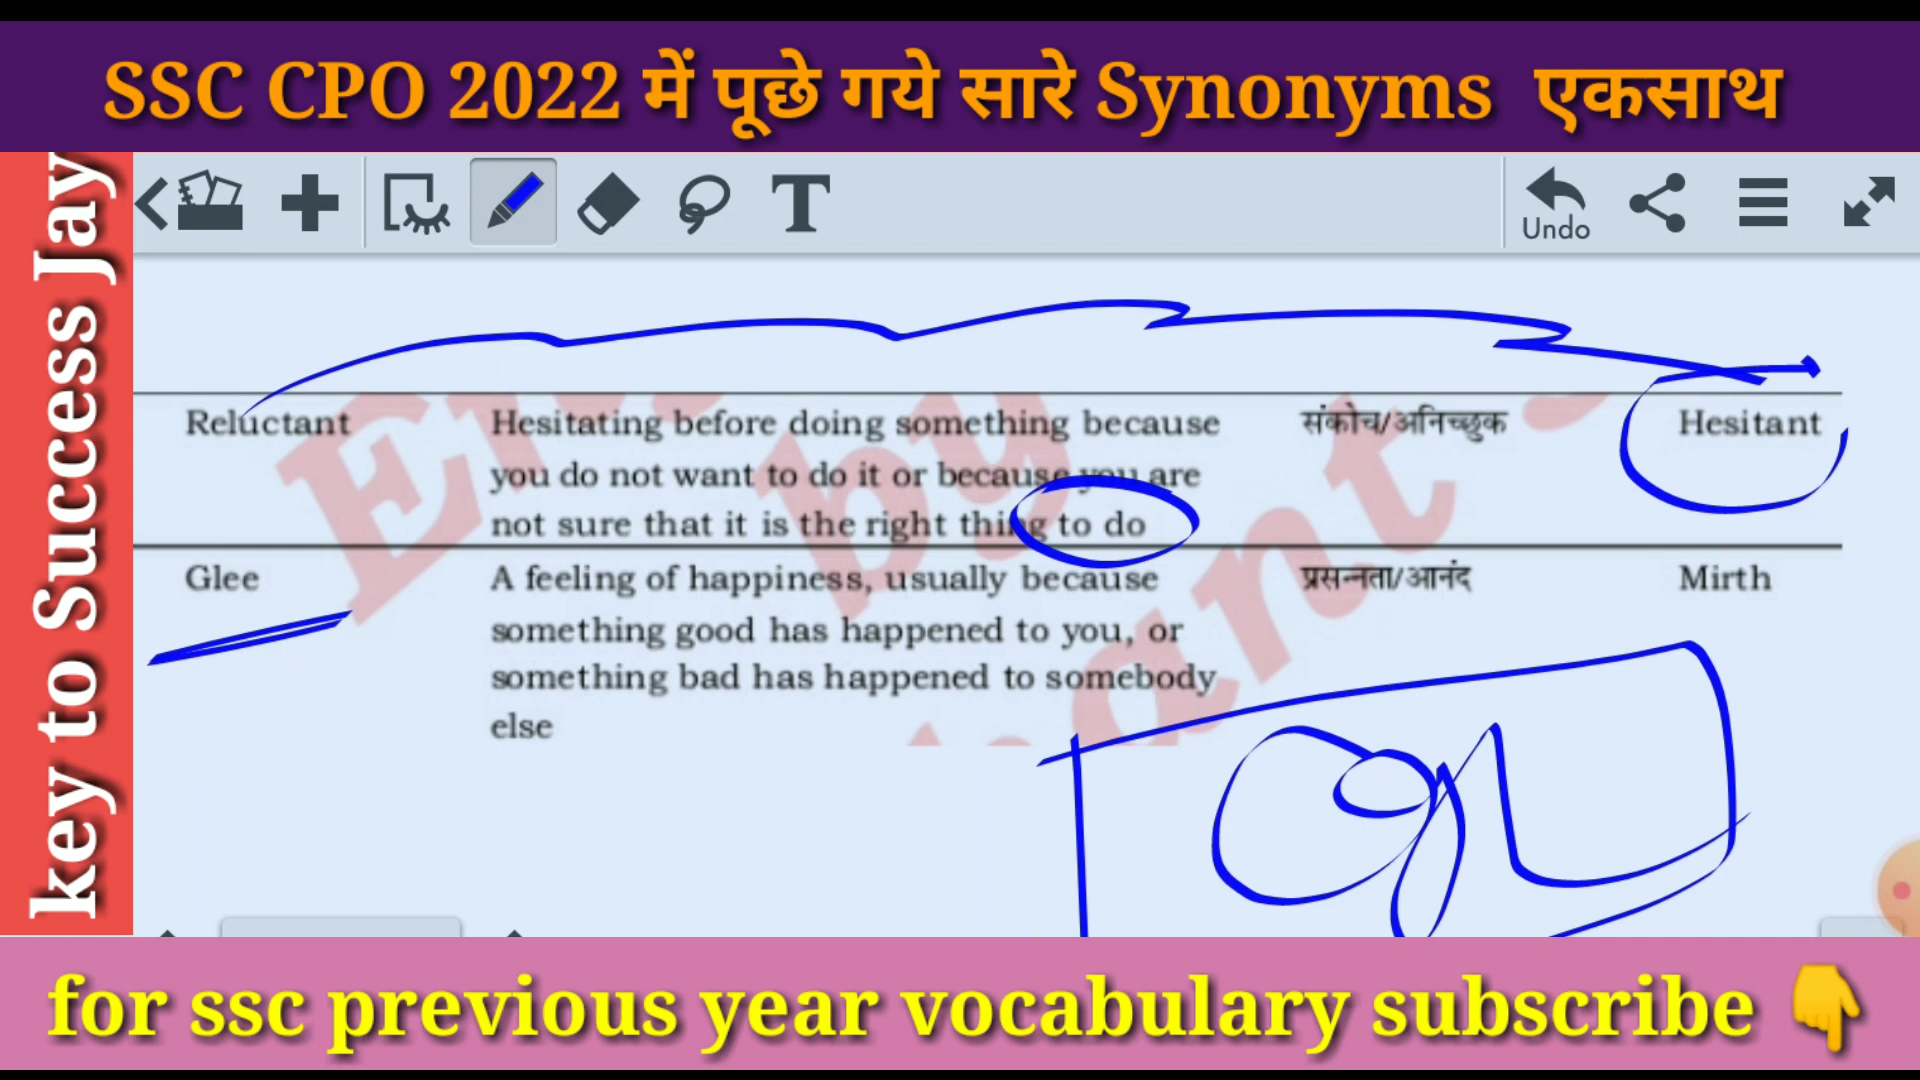 SSC CPO 2022 में पूछे गये सारे Synonyms एकसाथ
key to Success Jay
Undo
Reluctant
Hesitating before doing something because
you do not want to do it or because you are
not sure that it is the right thing to do
संकोच/अनिच्छुक
Hesitant
Glee
A feeling of happiness, usually because
something good has happened to you, or
something bad has happened to somebody
else
प्रसन्नता/आनंद
Mirth
by
for ssc previous year vocabulary subscribe 👇